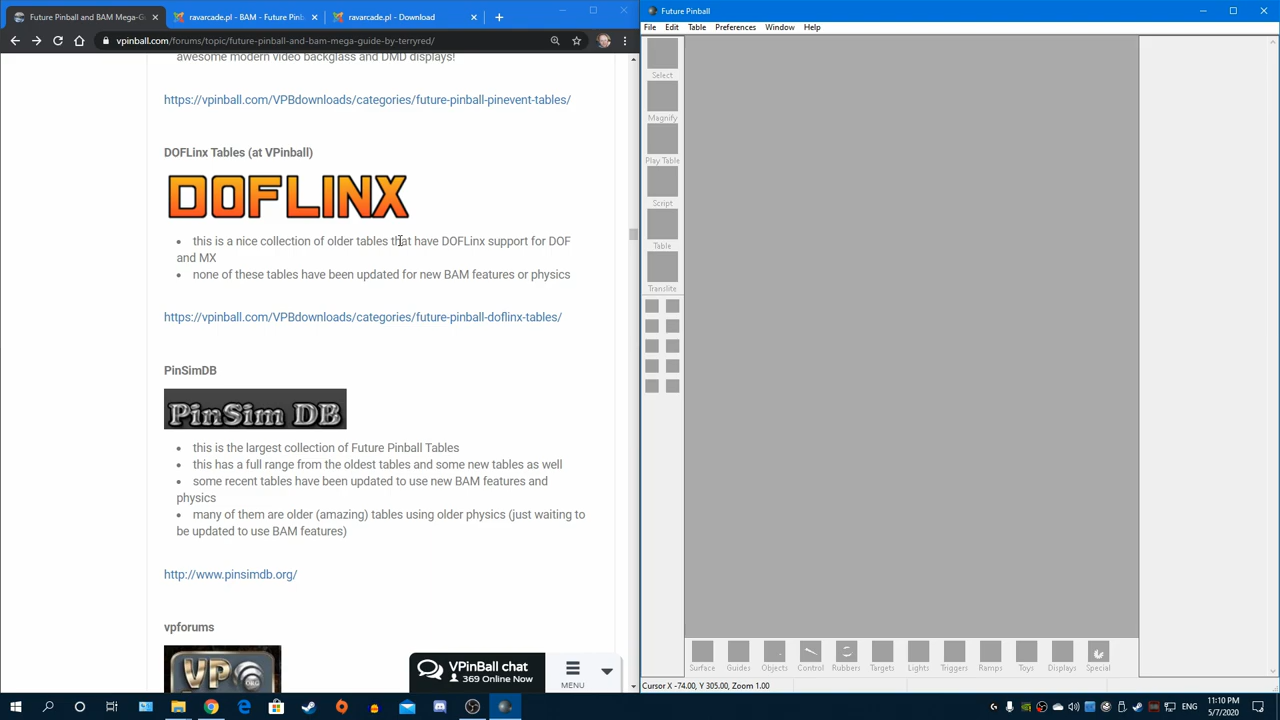 Future Pinball and BAM Mega-G
ravarcade.pl - BAM - Future Pinb
ravarcade.pl - Download
vpinball.com/forums/topic/future-pinball-and-bam-mega-guide-by-terryred/
awesome modern video backglass and DMD displays!
https://vpinball.com/VPBdownloads/categories/future-pinball-pinevent-tables/
DOFLinx Tables (at VPinball)
DOFLINX
this is a nice collection of older tables that have DOFLinx support for DOF
and MX
none of these tables have been updated for new BAM features or physics
https://vpinball.com/VPBdownloads/categories/future-pinball-doflinx-tables/
PinSimDB
PinSim DB
this is the largest collection of Future Pinball Tables
this has a full range from the oldest tables and some new tables as well
some recent tables have been updated to use new BAM features and
physics
many of them are older (amazing) tables using older physics (just waiting to
be updated to use BAM features)
http://www.pinsimdb.org/
vpforums
VP
VPinBall chat
369 Online Now
MENU
Future Pinball
File Edit Table Preferences Window Help
Select
Magnify
Play Table
Script
Table
Translite
Surface Guides Objects Control Rubbers Targets Lights Triggers Ramps Toys Displays Special
Cursor X -74.00, Y 305.00, Zoom 1.00
11:10 PM
5/7/2020